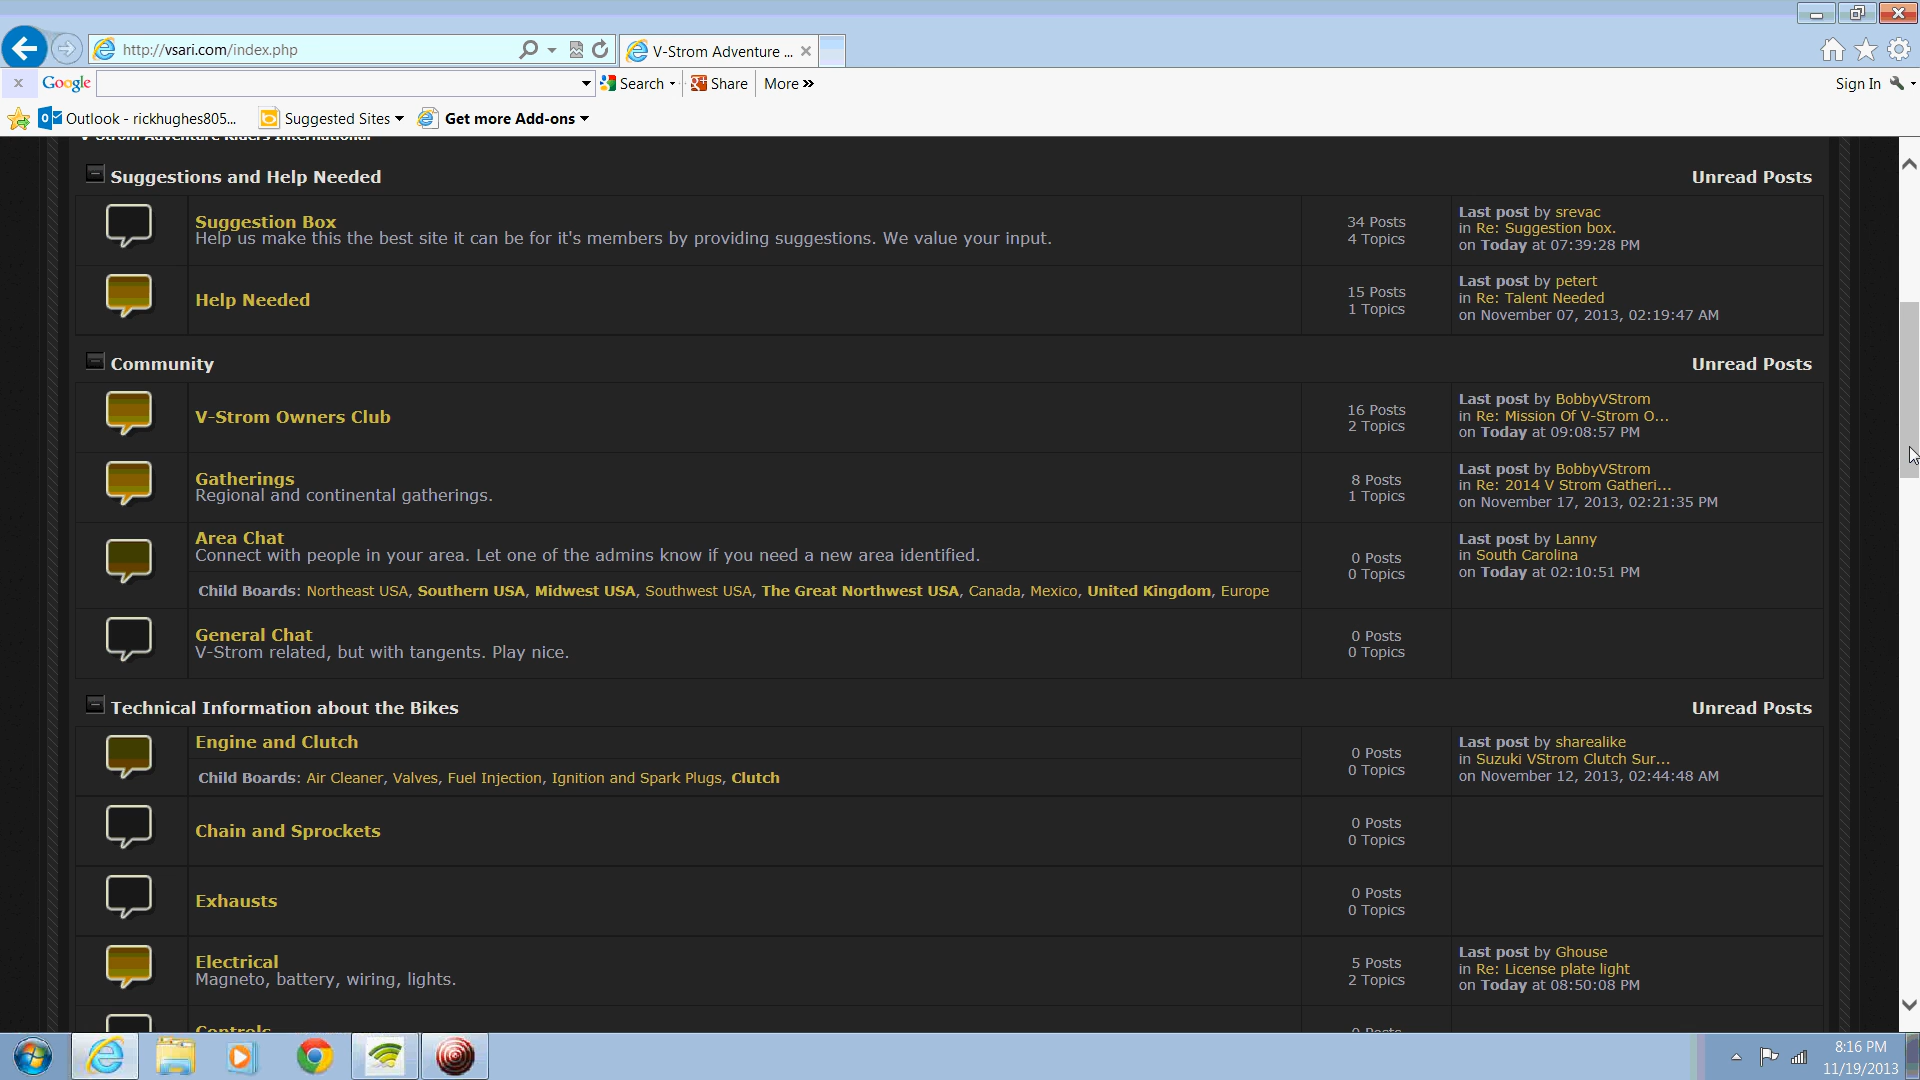 http://vsari.com/index.php
V-Strom Adventure ...
Google
Search
Share
More »
Sign In
Outlook - rickhughes805...
Suggested Sites
Get more Add-ons
V-Strom Adventure Riders International
Suggestions and Help Needed
Unread Posts
Suggestion Box
Help us make this the best site it can be for it's members by providing suggestions. We value your input.
34 Posts
4 Topics
Last post by srevac
in Re: Suggestion box.
on Today at 07:39:28 PM
Help Needed
15 Posts
1 Topics
Last post by petert
in Re: Talent Needed
on November 07, 2013, 02:19:47 AM
Community
Unread Posts
V-Strom Owners Club
16 Posts
2 Topics
Last post by BobbyVStrom
in Re: Mission Of V-Strom O...
on Today at 09:08:57 PM
Gatherings
Regional and continental gatherings.
8 Posts
1 Topics
Last post by BobbyVStrom
in Re: 2014 V Strom Gatheri...
on November 17, 2013, 02:21:35 PM
Area Chat
Connect with people in your area. Let one of the admins know if you need a new area identified.
Child Boards: Northeast USA, Southern USA, Midwest USA, Southwest USA, The Great Northwest USA, Canada, Mexico, United Kingdom, Europe
0 Posts
0 Topics
Last post by Lanny
in South Carolina
on Today at 02:10:51 PM
General Chat
V-Strom related, but with tangents. Play nice.
0 Posts
0 Topics
Technical Information about the Bikes
Unread Posts
Engine and Clutch
Child Boards: Air Cleaner, Valves, Fuel Injection, Ignition and Spark Plugs, Clutch
0 Posts
0 Topics
Last post by sharealike
in Suzuki VStrom Clutch Sur...
on November 12, 2013, 02:44:48 AM
Chain and Sprockets
0 Posts
0 Topics
Exhausts
0 Posts
0 Topics
Electrical
Magneto, battery, wiring, lights.
5 Posts
2 Topics
Last post by Ghouse
in Re: License plate light
on Today at 08:50:08 PM
Controls
0 Posts
8:16 PM
11/19/2013